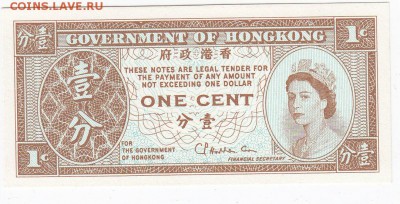 COINS.LAVE.RU
GOVERNMENT OF HONGKONG
分壹
1¢
府政港香
THESE NOTES ARE LEGAL TENDER FOR
THE PAYMENT OF ANY AMOUNT
NOT EXCEEDING ONE DOLLAR
壹
分
ONE CENT
分壹
FOR
THE GOVERNMENT
OF HONGKONG
FINANCIAL SECRETARY
1¢
分壹